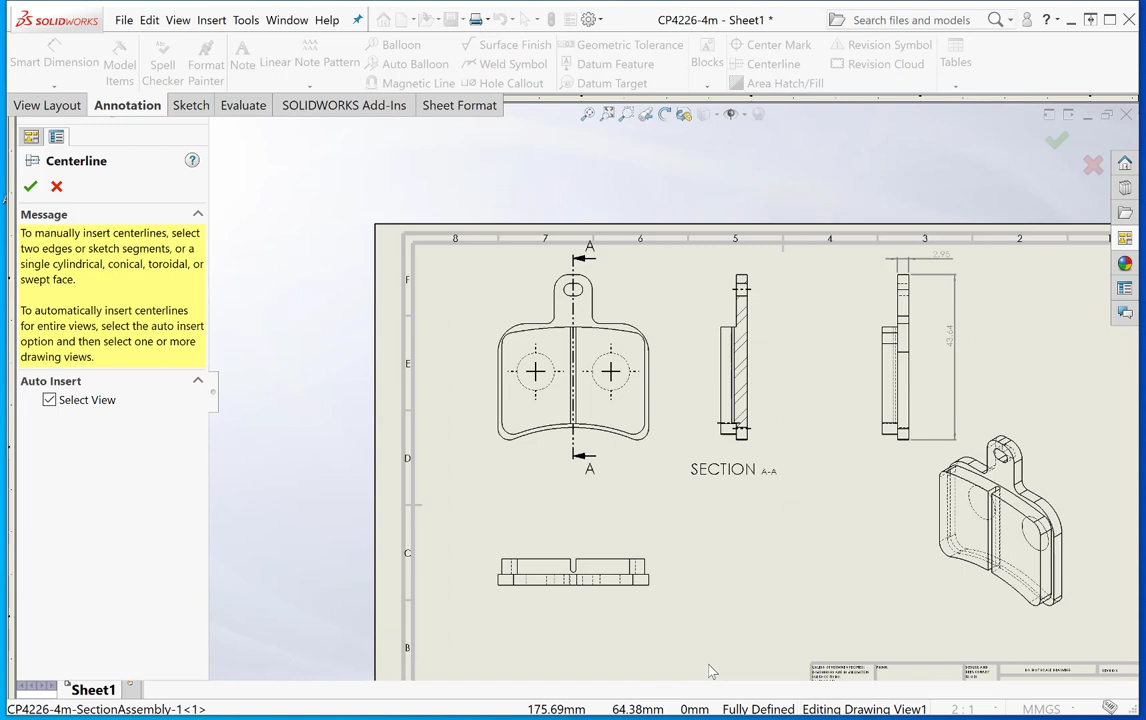 SOLIDWORKS File Edit View Insert Tools Window Help CP4226-4m - Sheet1 * Search files and models ?
Smart Dimension Model Items Spell Checker Format Painter Note Linear Note Pattern Balloon Surface Finish Geometric Tolerance Blocks Center Mark Revision Symbol Tables
Auto Balloon Weld Symbol Datum Feature Centerline Revision Cloud
Magnetic Line Hole Callout Datum Target Area Hatch/Fill
View Layout Annotation Sketch Evaluate SOLIDWORKS Add-Ins Sheet Format
Centerline ?
Message
To manually insert centerlines, select
two edges or sketch segments, or a
single cylindrical, conical, toroidal, or
swept face.
To automatically insert centerlines
for entire views, select the auto insert
option and then select one or more
drawing views.
Auto Insert
Select View
8 7 6 5 4 3 2
A
2.95
F
43.64
E
D
A
SECTION A-A
C
B
Sheet1
CP4226-4m-SectionAssembly-1<1> 175.69mm 64.38mm 0mm Fully Defined Editing Drawing View1 2 : 1 MMGS